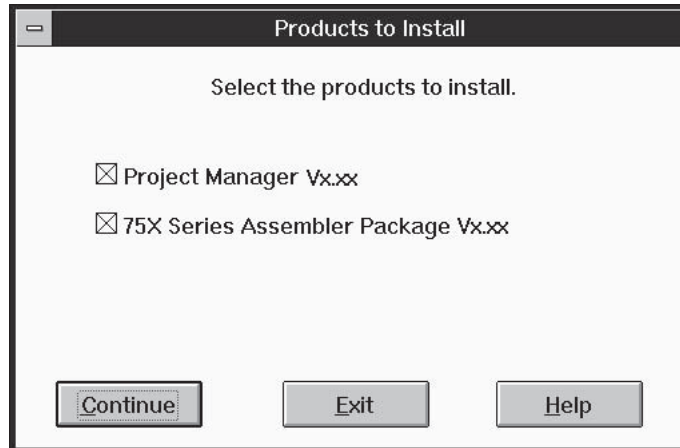 Products to Install
Select the products to install.
Project Manager Vx.xx
75X Series Assembler Package Vx.xx
Continue Exit Help